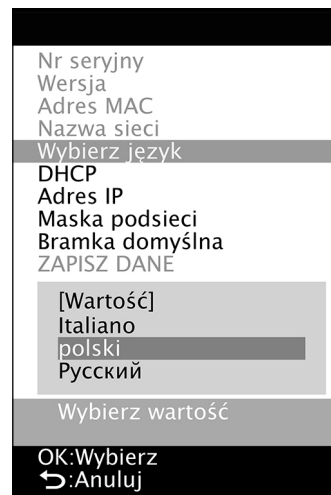 Nr seryjny
Wersja
Adres MAC
Nazwa sieci
Wybierz język
DHCP
Adres IP
Maska podsieci
Bramka domyślna
ZAPISZ DANE
[Wartość]
Italiano
polski
Русский
Wybierz wartość
OK:Wybierz
⮌:Anuluj